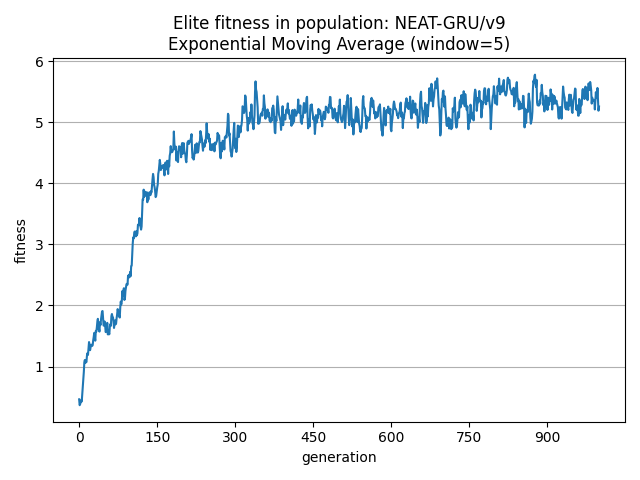 Elite fitness in population: NEAT-GRU/v9
Exponential Moving Average (window=5)
6
5
4
3
2
1
fitness
0 150 300 450 600 750 900
generation